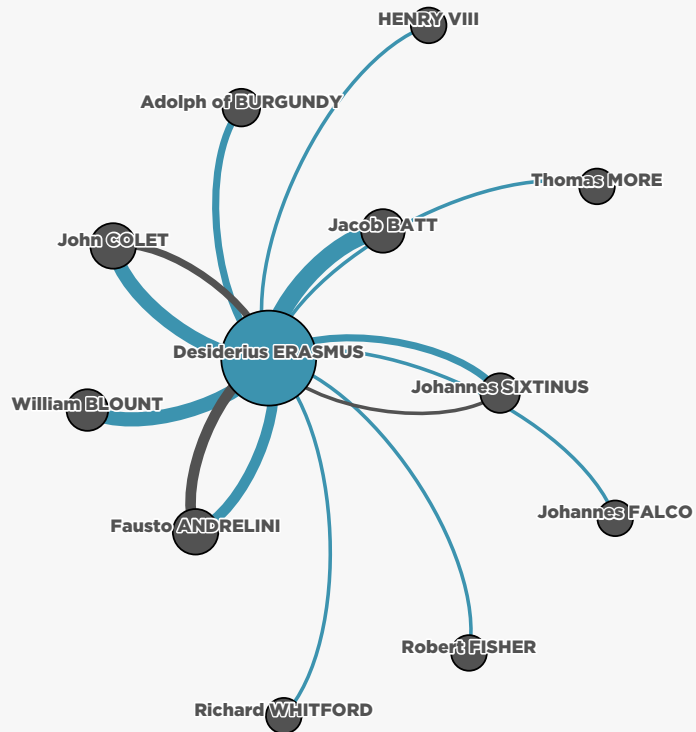 HENRY VIII
Adolph of BURGUNDY
Thomas MORE
Jacob BATT
John COLET
Desiderius ERASMUS
Johannes SIXTINUS
William BLOUNT
Johannes FALCO
Fausto ANDRELINI
Robert FISHER
Richard WHITFORD